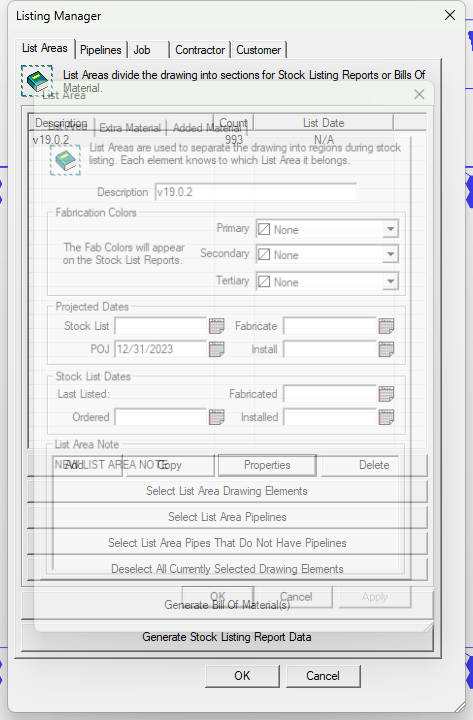 Listing Manager
List Areas Pipelines Job Contractor Customer
List Areas divide the drawing into sections for Stock Listing Reports or Bills Of
Material.
List Area
Description Count List Date
List Area Extra Material Added Material
v19.0.2 993 N/A
List Areas are used to separate the drawing into regions during stock
listing. Each element knows to which List Area it belongs.
Description v19.0.2
Fabrication Colors
The Fab Colors will appear
on the Stock List Reports.
Primary None
Secondary None
Tertiary None
Projected Dates
Stock List Fabricate
POJ 12/31/2023 Install
Stock List Dates
Last Listed: Fabricated
Ordered Installed
List Area Note
NEW LIST AREA NOTE
Add Copy Properties Delete
Select List Area Drawing Elements
Select List Area Pipelines
Select List Area Pipes That Do Not Have Pipelines
Deselect All Currently Selected Drawing Elements
OK Cancel Apply
Generate Bill Of Material(s)
Generate Stock Listing Report Data
OK Cancel